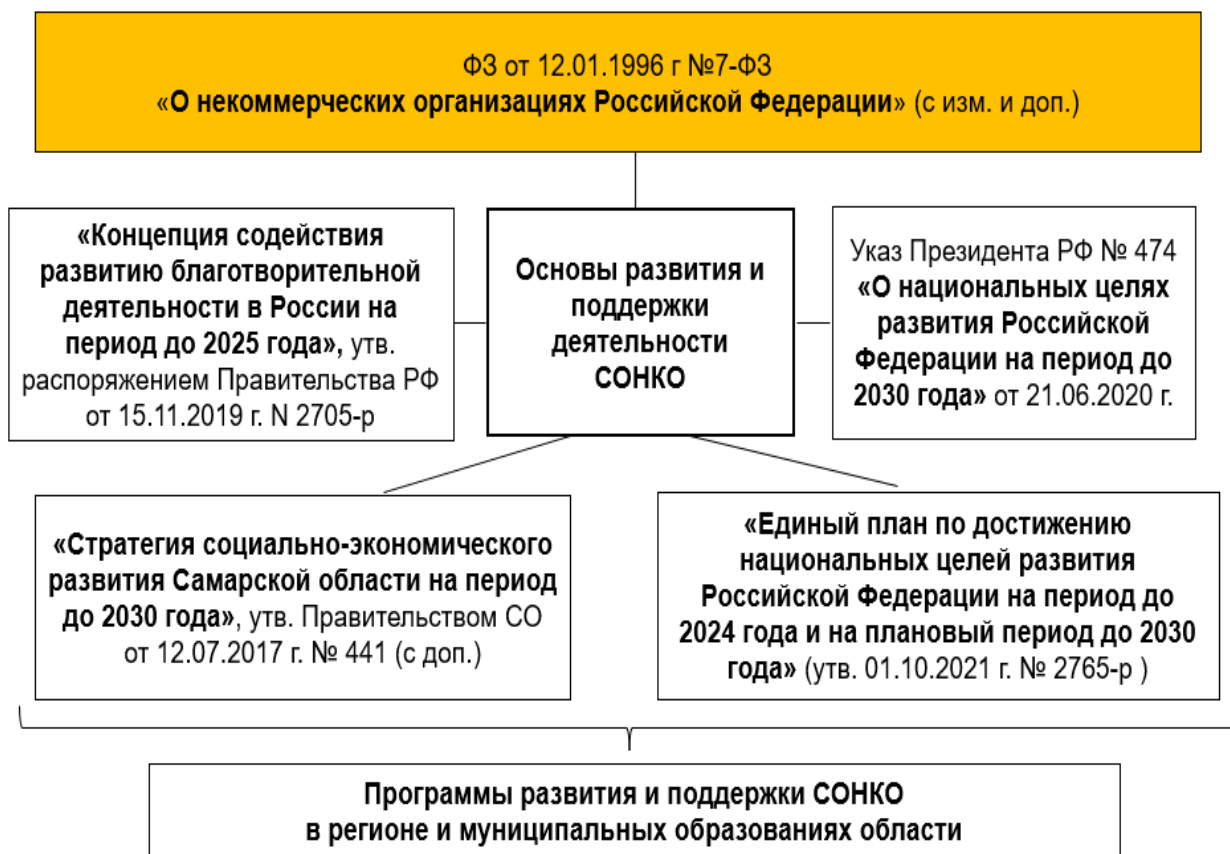 ФЗ от 12.01.1996 г №7-ФЗ
«О некоммерческих организациях Российской Федерации» (с изм. и доп.)
«Концепция содействия
развитию благотворительной
деятельности в России на
период до 2025 года», утв.
распоряжением Правительства РФ
от 15.11.2019 г. N 2705-р
Основы развития и
поддержки
деятельности
СОНКО
Указ Президента РФ № 474
«О национальных целях
развития Российской
Федерации на период до
2030 года» от 21.06.2020 г.
«Стратегия социально-экономического
развития Самарской области на период
до 2030 года», утв. Правительством СО
от 12.07.2017 г. № 441 (с доп.)
«Единый план по достижению
национальных целей развития
Российской Федерации на период до
2024 года и на плановый период до 2030
года» (утв. 01.10.2021 г. № 2765-р )
Программы развития и поддержки СОНКО
в регионе и муниципальных образованиях области